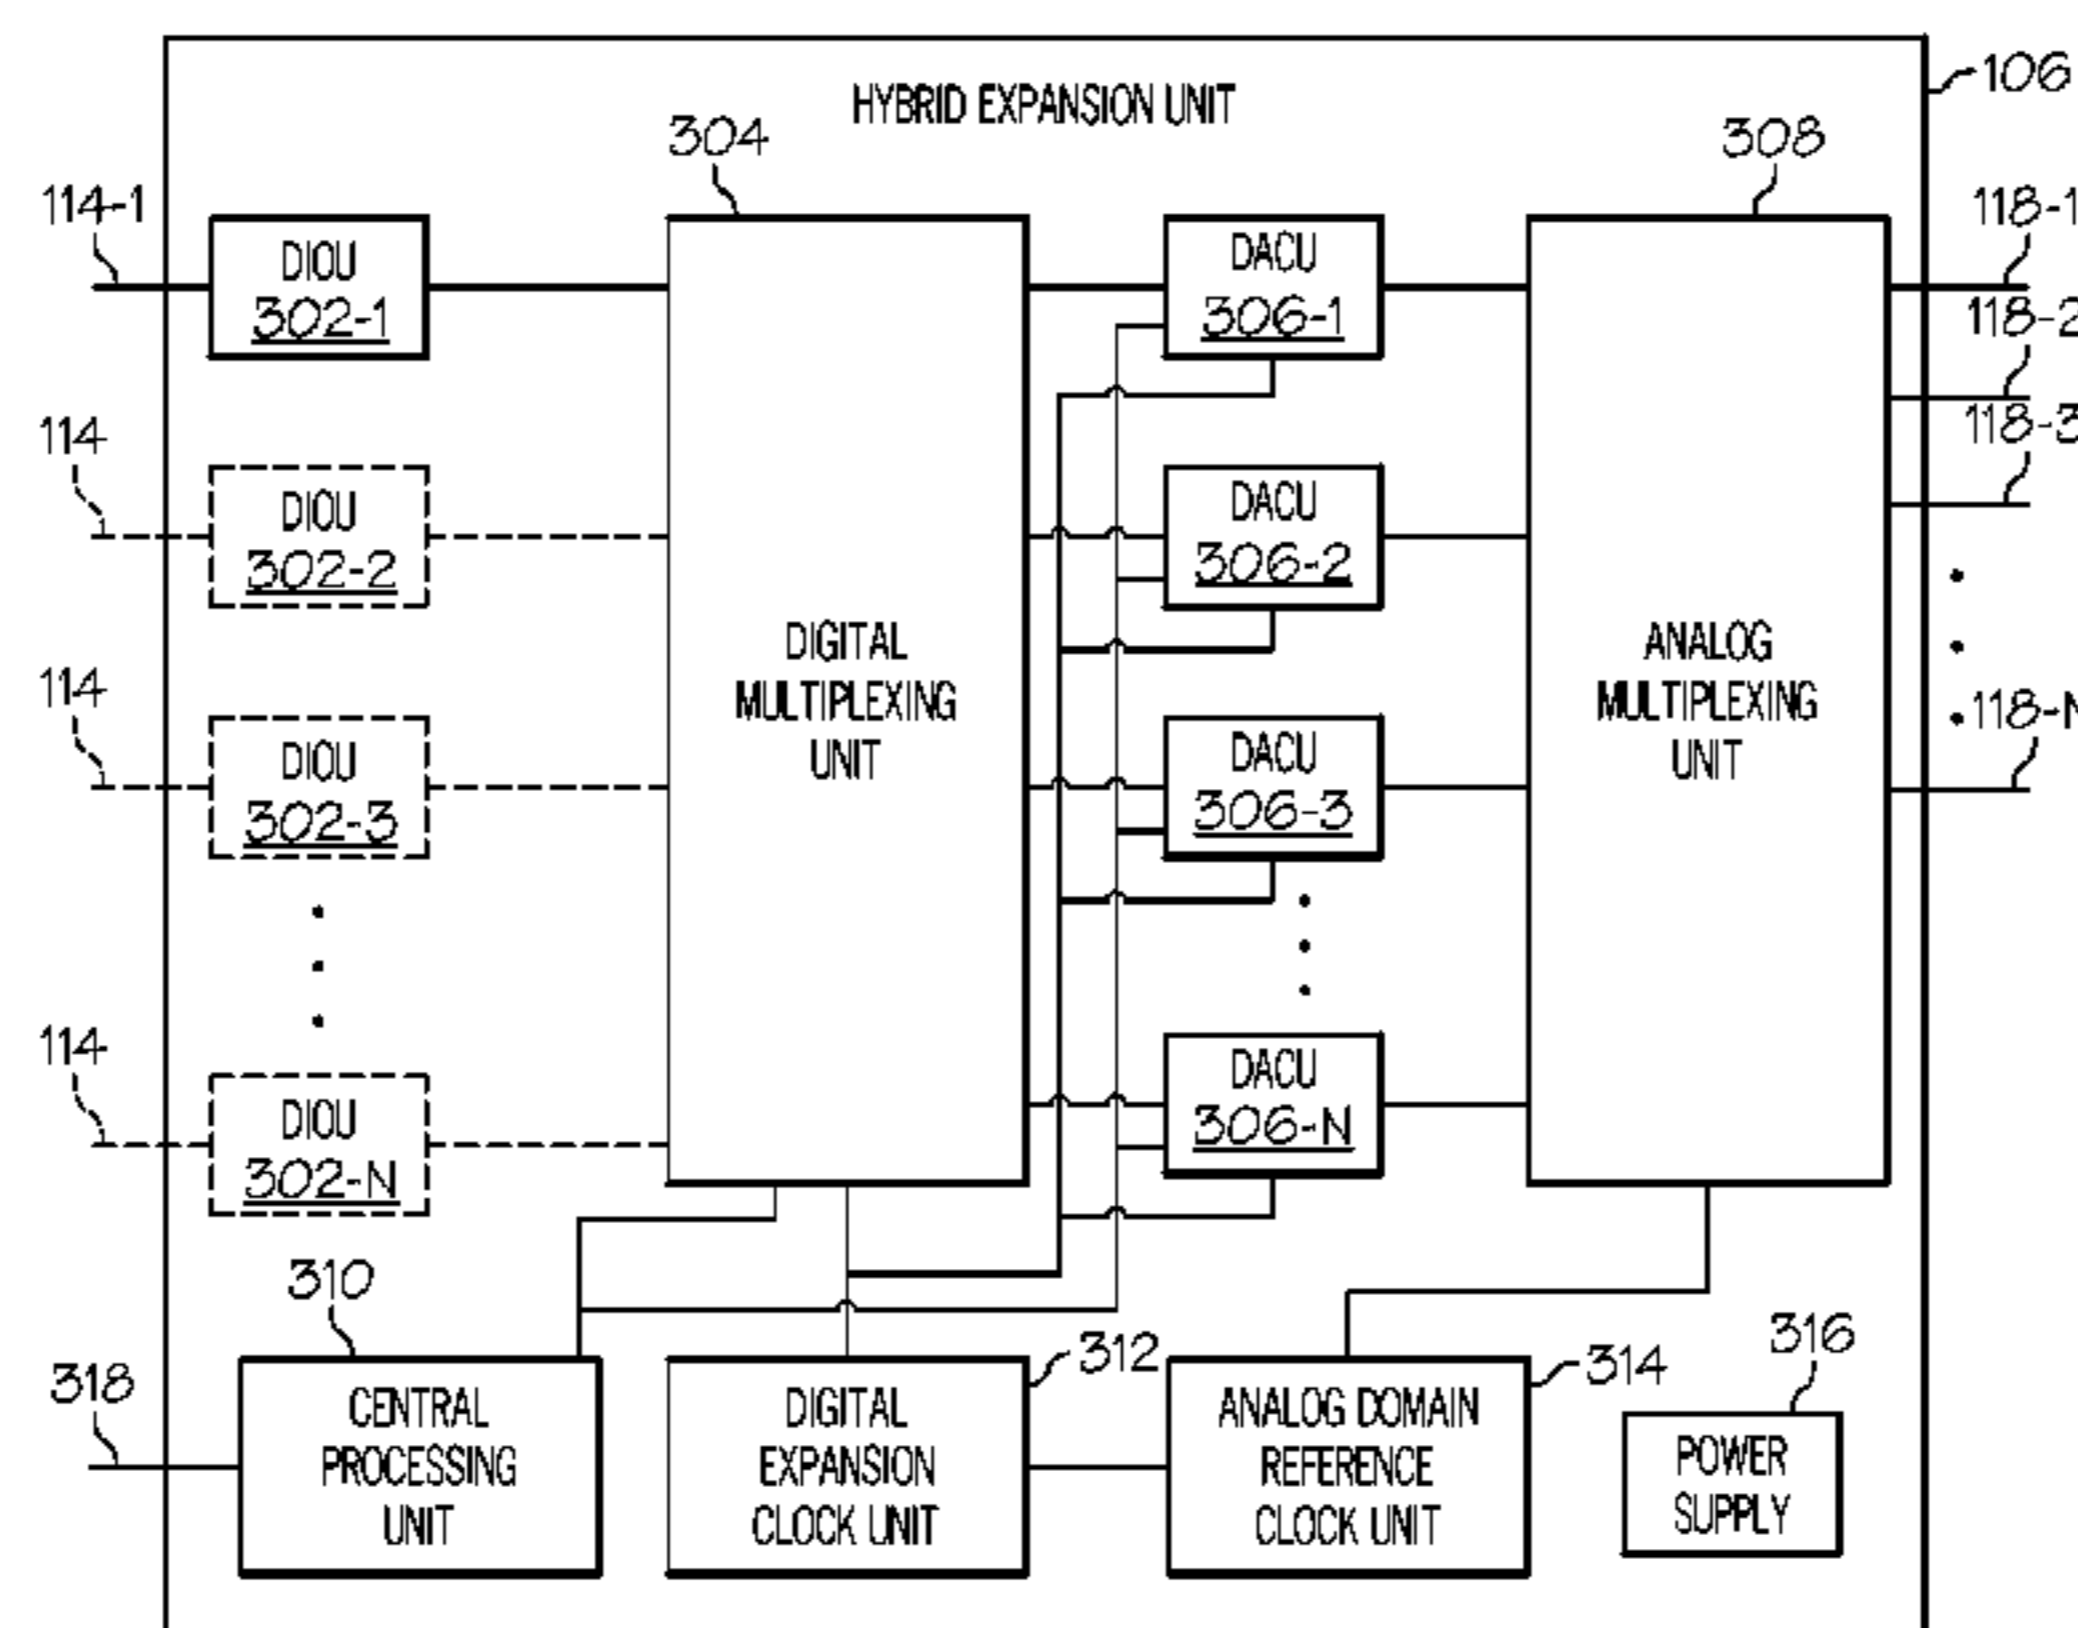 HYBRID EXPANSION UNIT
106
304
308
114-1
118-1
DIOU
302-1
DACU
306-1
118-2
114
118-3
DIOU
302-2
DACU
306-2
DIGITAL
MULTIPLEXING
UNIT
ANALOG
MULTIPLEXING
UNIT
114
118-N
DIOU
302-3
DACU
306-3
114
DIOU
302-N
DACU
306-N
310
312
314
316
318
CENTRAL
PROCESSING
UNIT
DIGITAL
EXPANSION
CLOCK UNIT
ANALOG DOMAIN
REFERENCE
CLOCK UNIT
POWER
SUPPLY